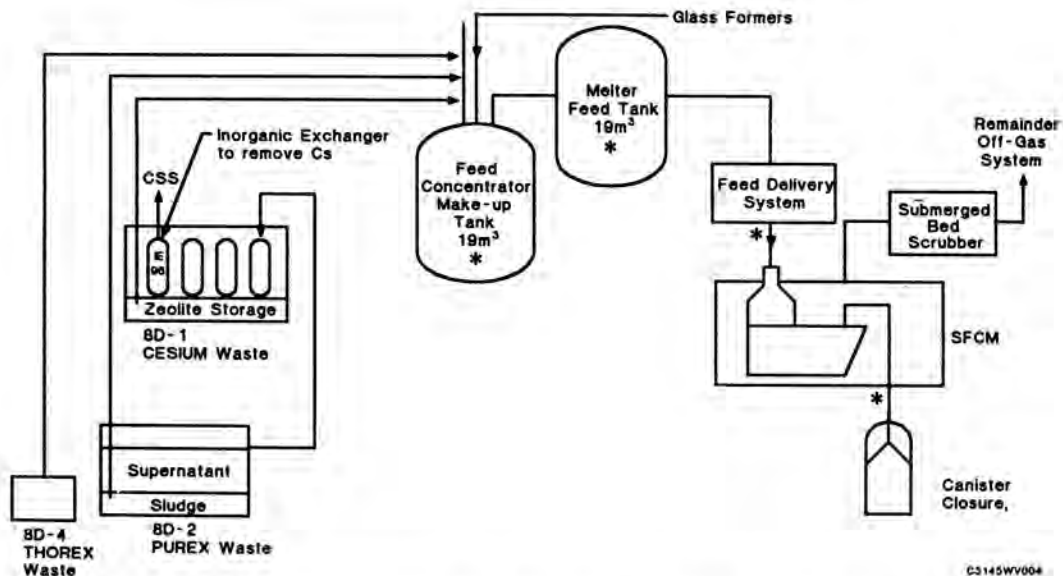 Glass Formers
Melter
Feed Tank
19m³
*
Inorganic Exchanger
to remove Cs
CSS
IE
96
Zeolite Storage
8D-1
CESIUM Waste
Feed
Concentrator
Make-up
Tank
19m³
*
Feed Delivery
System
*
Remainder
Off-Gas
System
Submerged
Bed
Scrubber
SFCM
*
Canister
Closure,
Supernatant
Sludge
8D-2
PUREX Waste
8D-4
THOREX
Waste
C3145WV004